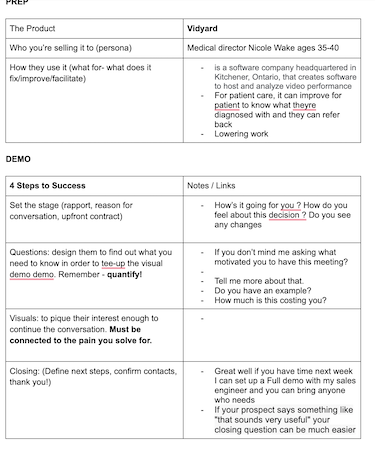 PREP
The Product
Vidyard
Who you're selling it to (persona)
Medical director Nicole Wake ages 35-40
How they use it (what for- what does it
fix/improve/facilitate)
- is a software company headquartered in
Kitchener, Ontario, that creates software
to host and analyze video performance
- For patient care, it can improve for
patient to know what theyre
diagnosed with and they can refer
back
- Lowering work
DEMO
4 Steps to Success
Notes / Links
Set the stage (rapport, reason for
conversation, upfront contract)
- How's it going for you ? How do you
feel about this decision ? Do you see
any changes
Questions: design them to find out what you
need to know in order to tee-up the visual
demo demo. Remember - quantify!
- If you don't mind me asking what
motivated you to have this meeting?
-
- Tell me more about that.
- Do you have an example?
- How much is this costing you?
Visuals: to pique their interest enough to
continue the conversation. Must be
connected to the pain you solve for.
-
Closing: (Define next steps, confirm contacts,
thank you!)
- Great well if you have time next week
I can set up a Full demo with my sales
engineer and you can bring anyone
who needs
- If your prospect says something like
"that sounds very useful" your
closing question can be much easier